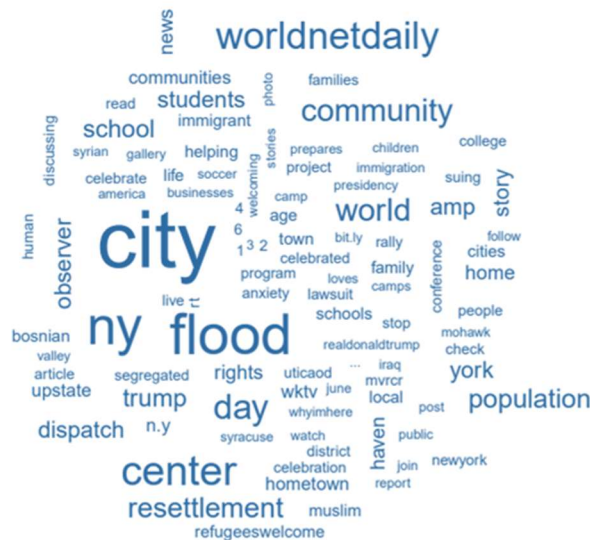 news
worldnetdaily
communities
photo
families
read
students
community
discussing
school
immigrant
stories
syrian
gallery
helping
prepares
children
college
celebrate
life
soccer
welcoming
project
immigration
suing
story
america
businesses
camp
presidency
human
observer
city
4
age
world
amp
6
1
3
2
town
bit.ly
rally
follow
conference
cities
celebrated
program
loves
family
home
anxiety
lawsuit
camps
live
rt
ny
flood
schools
stop
people
bosnian
realdonaldtrump
mohawk
check
valley
article
segregated
rights
uticaod
...
iraq
york
upstate
trump
day
wktv
june
mvrcr
local
population
whyimhere
post
dispatch
n.y
syracuse
watch
haven
public
district
center
celebration
join
newyork
hometown
report
resettlement
muslim
refugeeswelcome